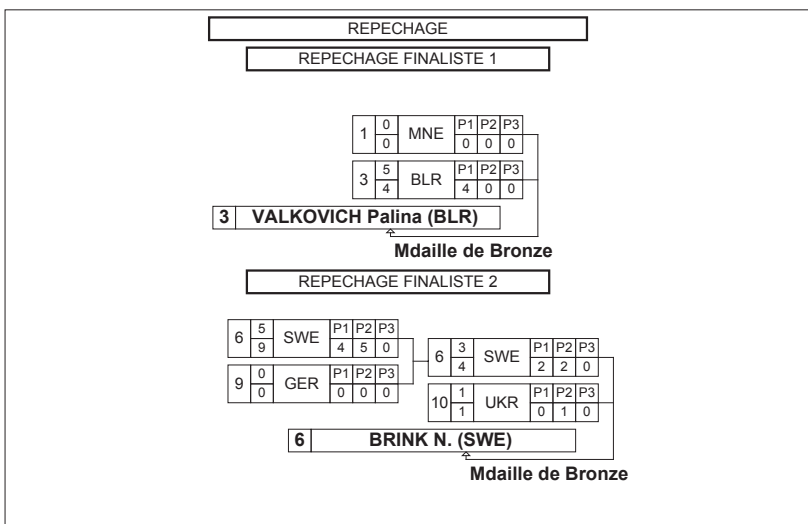 REPECHAGE
REPECHAGE FINALISTE 1
1 0 MNE P1 P2 P3
0 0 0 0
3 5 BLR P1 P2 P3
4 4 0 0
3 VALKOVICH Palina (BLR)
Mdaille de Bronze
REPECHAGE FINALISTE 2
6 5 SWE P1 P2 P3
9 4 5 0
6 3 SWE P1 P2 P3
4 2 2 0
9 0 GER P1 P2 P3
0 0 0 0
10 1 UKR P1 P2 P3
1 0 1 0
6 BRINK N. (SWE)
Mdaille de Bronze